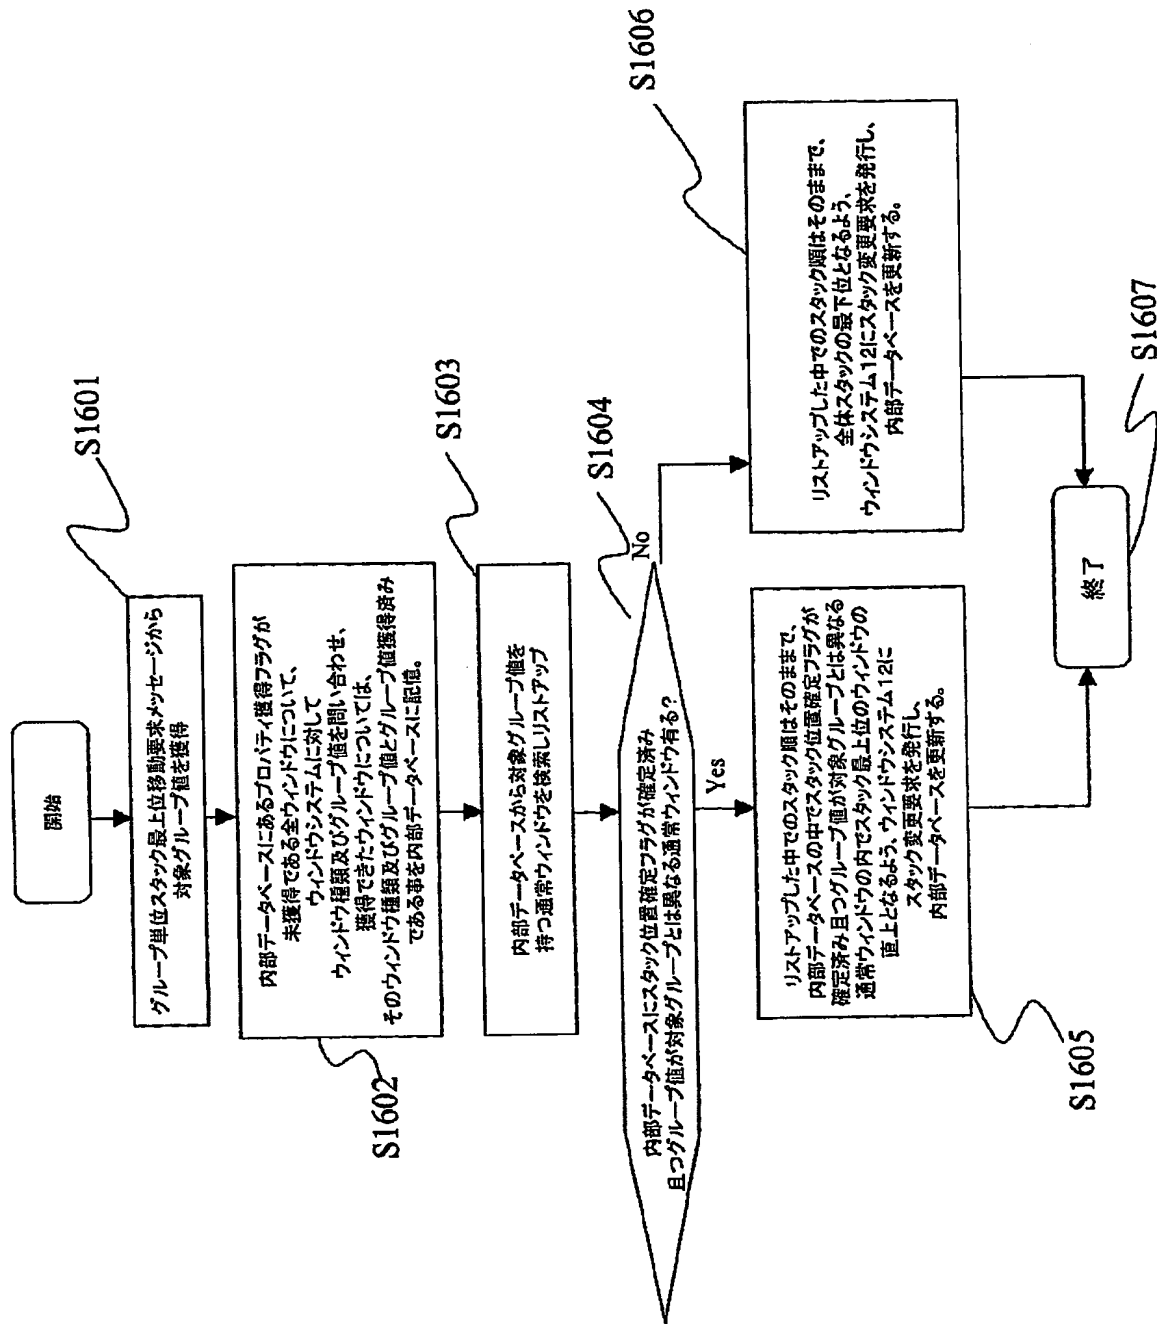 開始
S1601
グループ単位スタック最上位移動要求メッセージから
対象グループ値を獲得
S1602
内部データベースにあるプロパティ獲得フラグが
未獲得である全ウィンドウについて、
ウィンドウシステムに対して
ウィンドウ種類及びグループ値を問い合わせ、
獲得できたウィンドウについては、
そのウィンドウ種類及びグループ値とグループ値獲得済み
である事を内部データベースに記憶。
S1603
内部データベースから対象グループ値を
持つ通常ウィンドウを検索しリストアップ
S1604
内部データベースにスタック位置確定フラグが確定済み
且つグループ値が対象グループとは異なる通常ウィンドウ有る?
No
Yes
S1605
リストアップした中でのスタック順はそのままで、
内部データベースの中でスタック位置確定フラグが
確定済み且つグループ値が対象グループとは異なる
通常ウィンドウの内でスタック最上位のウィンドウの
直上となるよう、ウィンドウシステム12に
スタック変更要求を発行し、
内部データベースを更新する。
S1606
リストアップした中でのスタック順はそのままで、
全体スタックの最下位となるよう、
ウィンドウシステム12にスタック変更要求を発行し、
内部データベースを更新する。
終了
S1607